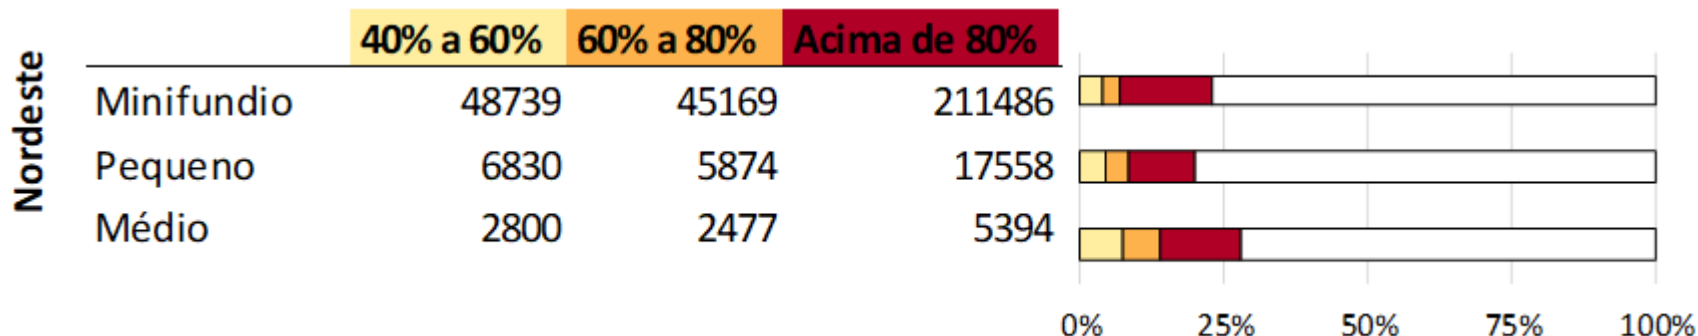 Nordeste
40% a 60% 60% a 80% Acima de 80%
Minifundio 48739 45169 211486
Pequeno 6830 5874 17558
Médio 2800 2477 5394
0% 25% 50% 75% 100%